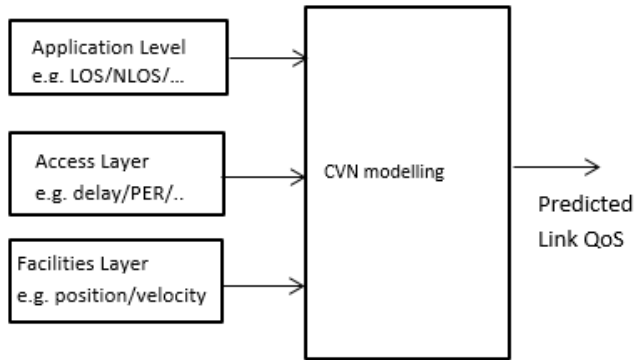 Application Level
e.g. LOS/NLOS/...
Access Layer
e.g. delay/PER/..
Facilities Layer
e.g. position/velocity
CVN modelling
Predicted
Link QoS